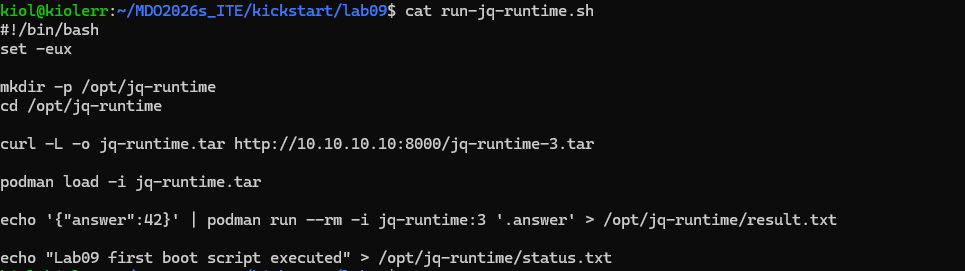 kiol@kiolerr:~/MDO2026s_ITE/kickstart/lab09$ cat run-jq-runtime.sh
#!/bin/bash
set -eux
mkdir -p /opt/jq-runtime
cd /opt/jq-runtime
curl -L -o jq-runtime.tar http://10.10.10.10:8000/jq-runtime-3.tar
podman load -i jq-runtime.tar
echo '{"answer":42}' | podman run --rm -i jq-runtime:3 '.answer' > /opt/jq-runtime/result.txt
echo "Lab09 first boot script executed" > /opt/jq-runtime/status.txt